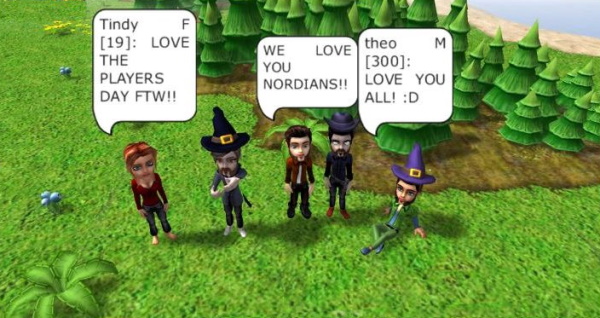 Tindy F
[19]: LOVE
THE
PLAYERS
DAY FTW!!
WE LOVE
YOU
NORDIANS!!
theo M
[300]:
LOVE YOU
ALL! :D